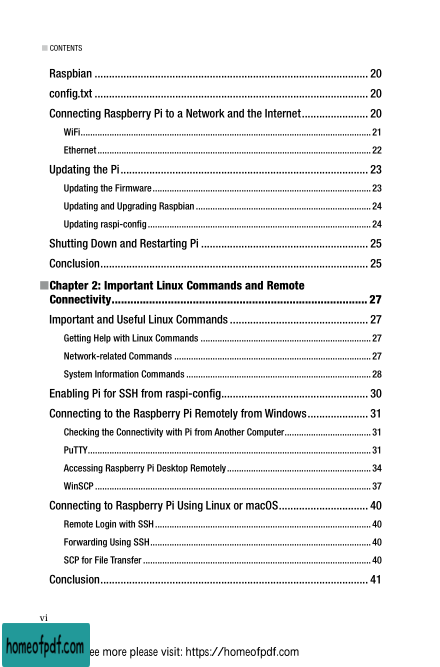 CONTENTS
Raspbian ............................................................................................. 20
config.txt ............................................................................................. 20
Connecting Raspberry Pi to a Network and the Internet....................... 20
WiFi................................................................................................... 21
Ethernet............................................................................................. 22
Updating the Pi.................................................................................... 23
Updating the Firmware.......................................................................... 23
Updating and Upgrading Raspbian ........................................................... 24
Updating raspi-config............................................................................ 24
Shutting Down and Restarting Pi ......................................................... 25
Conclusion........................................................................................... 25
Chapter 2: Important Linux Commands and Remote
Connectivity.................................................................................. 27
Important and Useful Linux Commands ............................................... 27
Getting Help with Linux Commands .......................................................... 27
Network-related Commands ................................................................... 27
System Information Commands ............................................................... 28
Enabling Pi for SSH from raspi-config.................................................. 30
Connecting to the Raspberry Pi Remotely from Windows..................... 31
Checking the Connectivity with Pi from Another Computer.............................. 31
PuTTY................................................................................................. 31
Accessing Raspberry Pi Desktop Remotely................................................. 34
WinSCP ............................................................................................... 37
Connecting to Raspberry Pi Using Linux or macOS............................... 40
Remote Login with SSH.......................................................................... 40
Forwarding Using SSH............................................................................ 40
SCP for File Transfer .............................................................................. 40
Conclusion........................................................................................... 41
vi
homeofpdf.com
ee more please visit: https://homeofpdf.com